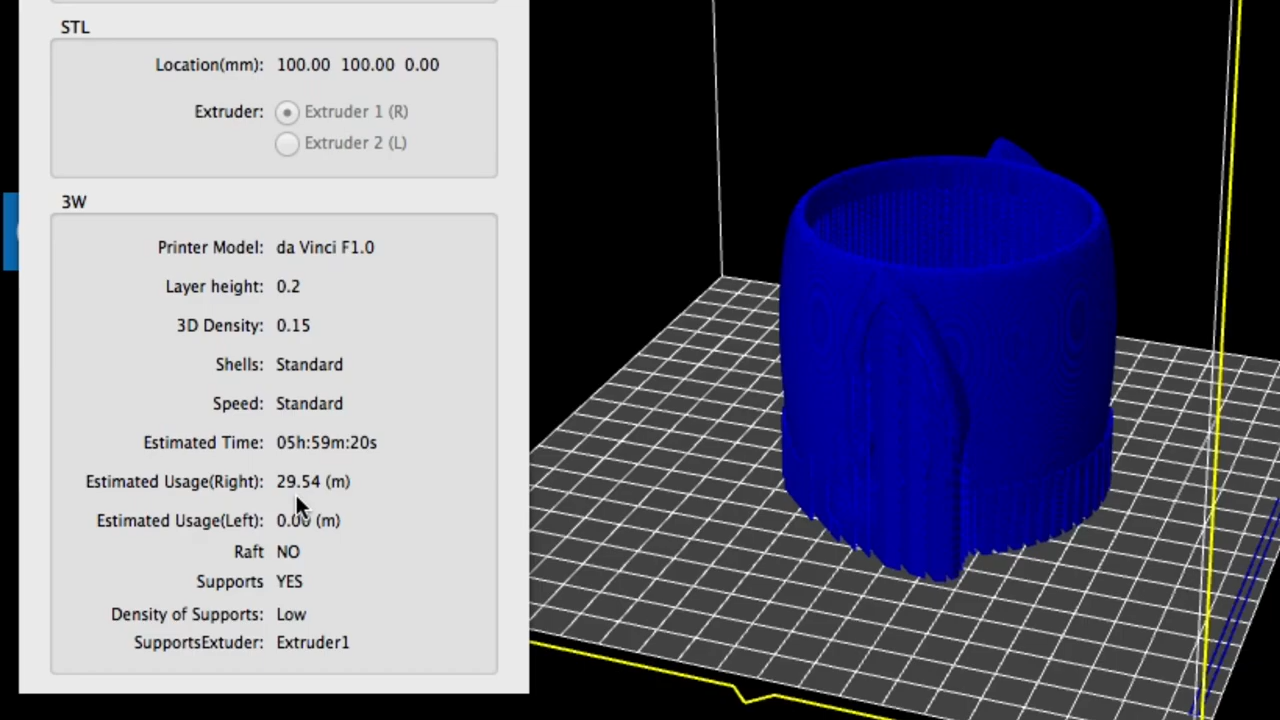 STL
Location(mm): 100.00 100.00 0.00
Extruder: Extruder 1 (R)
Extruder 2 (L)
3W
Printer Model: da Vinci F1.0
Layer height: 0.2
3D Density: 0.15
Shells: Standard
Speed: Standard
Estimated Time: 05h:59m:20s
Estimated Usage(Right): 29.54 (m)
Estimated Usage(Left): 0.00 (m)
Raft NO
Supports YES
Density of Supports: Low
SupportsExtuder: Extruder1